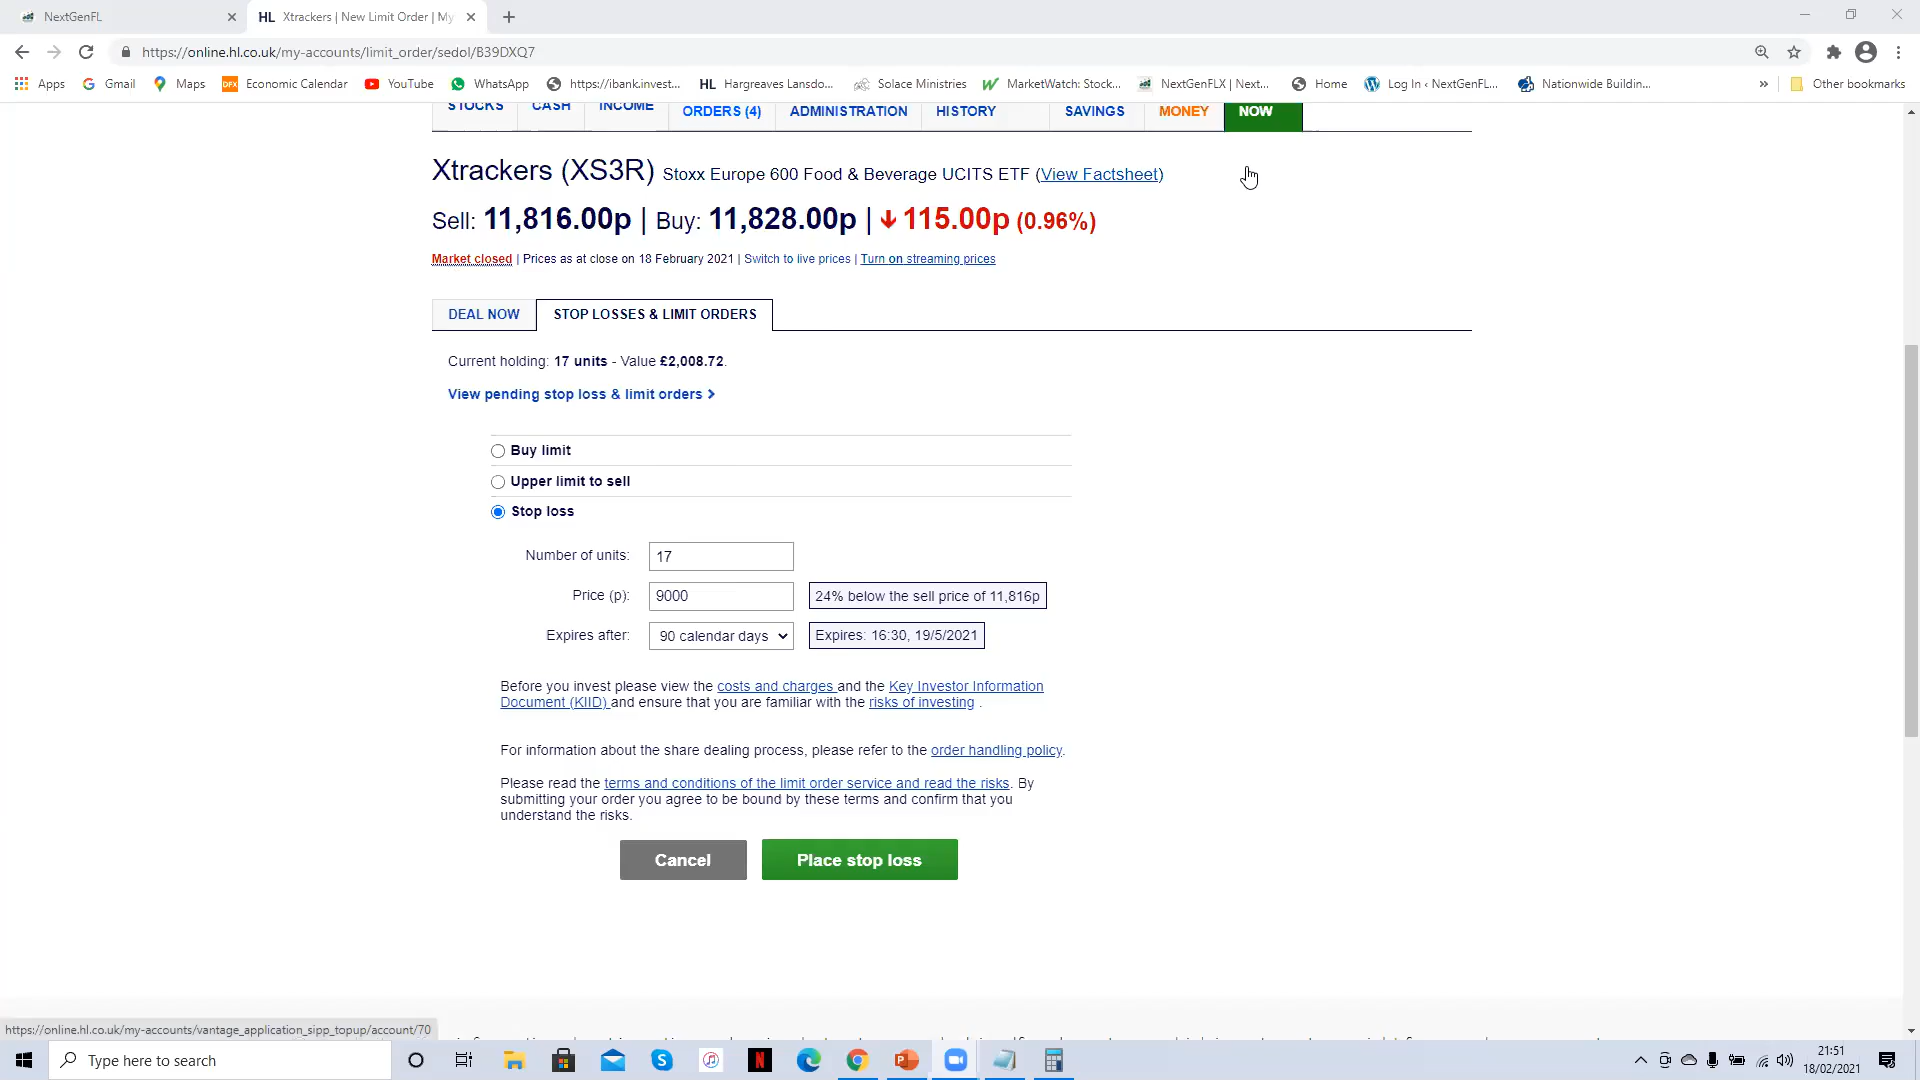 NextGenFL
HL Xtrackers | New Limit Order | My
https://online.hl.co.uk/my-accounts/limit_order/sedol/B39DXQ7
Apps Gmail Maps DFX Economic Calendar YouTube WhatsApp https://ibank.invest... HL Hargreaves Lansdo... Solace Ministries MarketWatch: Stock... NextGenFLX | Next... Home Log In ‹ NextGenFL... Nationwide Buildin... » Other bookmarks
STOCKS CASH INCOME ORDERS (4) ADMINISTRATION HISTORY SAVINGS MONEY NOW
Xtrackers (XS3R) Stoxx Europe 600 Food & Beverage UCITS ETF (View Factsheet)
Sell: 11,816.00p | Buy: 11,828.00p | 115.00p (0.96%)
Market closed | Prices as at close on 18 February 2021 | Switch to live prices | Turn on streaming prices
DEAL NOW STOP LOSSES & LIMIT ORDERS
Current holding: 17 units - Value £2,008.72.
View pending stop loss & limit orders
Buy limit
Upper limit to sell
Stop loss
Number of units: 17
Price (p): 9000 24% below the sell price of 11,816p
Expires after: 90 calendar days Expires: 16:30, 19/5/2021
Before you invest please view the costs and charges and the Key Investor Information
Document (KIID) and ensure that you are familiar with the risks of investing .
For information about the share dealing process, please refer to the order handling policy.
Please read the terms and conditions of the limit order service and read the risks. By
submitting your order you agree to be bound by these terms and confirm that you
understand the risks.
Cancel Place stop loss
https://online.hl.co.uk/my-accounts/vantage_application_sipp_topup/account/70
Type here to search
21:51
18/02/2021